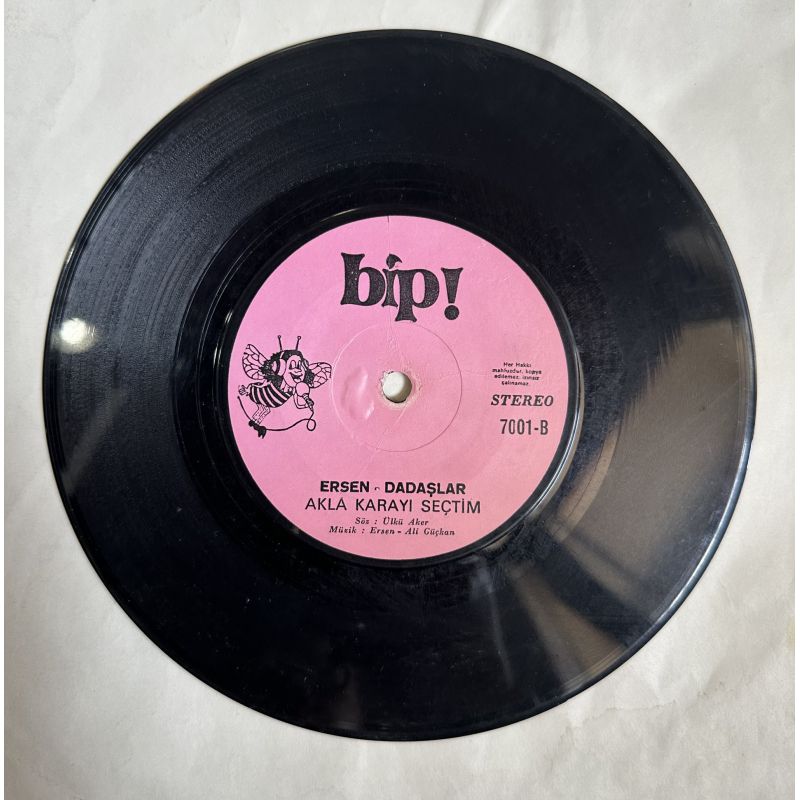 bip!
Her Hakkı
mahfuzdur, kopya
edilemez, izinsiz
çalınamaz.
STEREO
7001-B
ERSEN - DADAŞLAR
AKLA KARAYI SEÇTİM
Söz : Ülkü Aker
Müzik : Ersen - Ali Güçkan